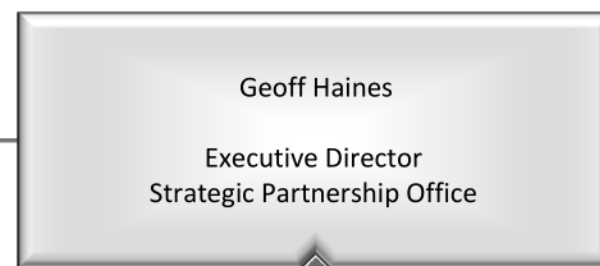 Geoff Haines
Executive Director
Strategic Partnership Office